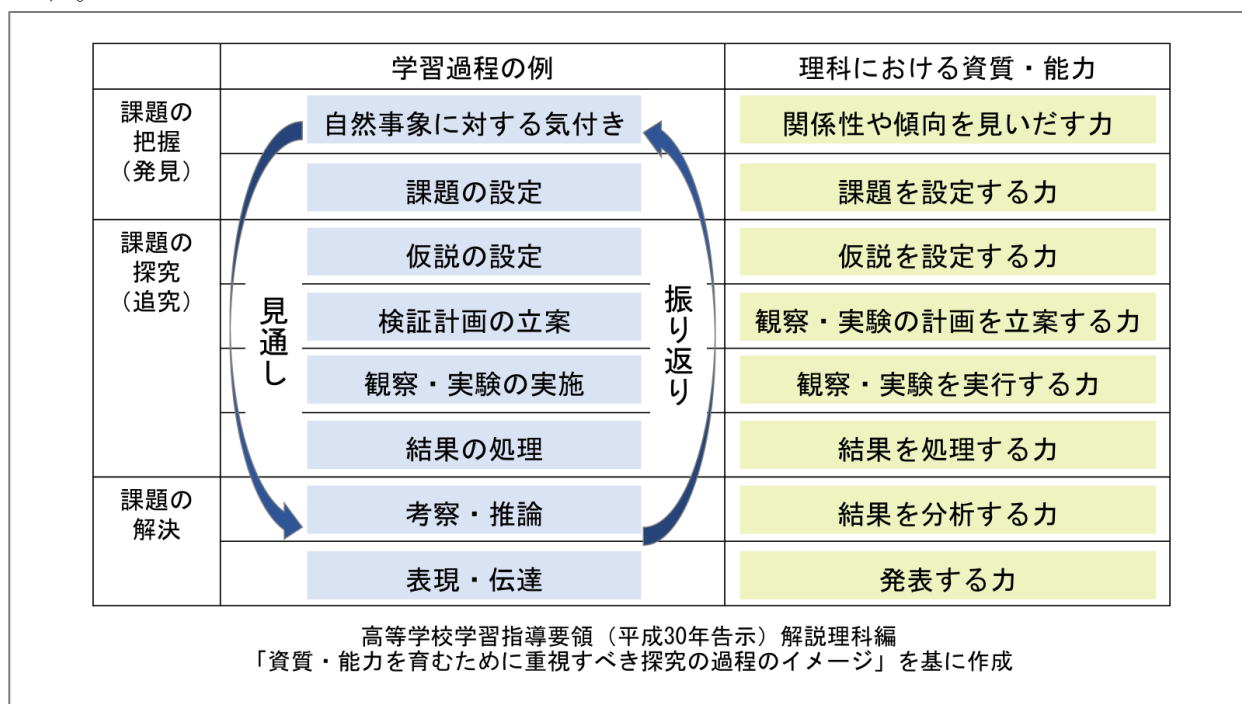 学習過程の例
理科における資質・能力
課題の
把握
（発見）
自然事象に対する気付き
関係性や傾向を見いだす力
課題の設定
課題を設定する力
課題の
探究
（追究）
仮説の設定
仮説を設定する力
見通し
振り返り
検証計画の立案
観察・実験の計画を立案する力
観察・実験の実施
観察・実験を実行する力
結果の処理
結果を処理する力
課題の
解決
考察・推論
結果を分析する力
表現・伝達
発表する力
高等学校学習指導要領（平成30年告示）解説理科編
「資質・能力を育むために重視すべき探究の過程のイメージ」を基に作成